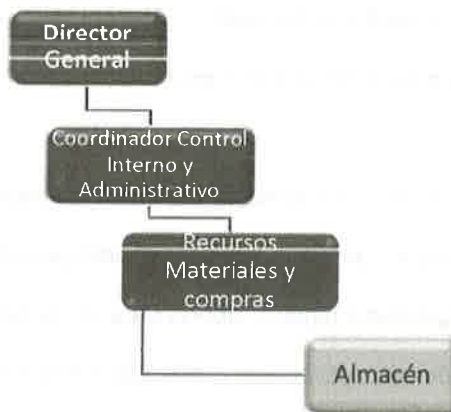 Director
General
Coordinador Control
Interno y
Administrativo
Recursos
Materiales y
compras
Almacén